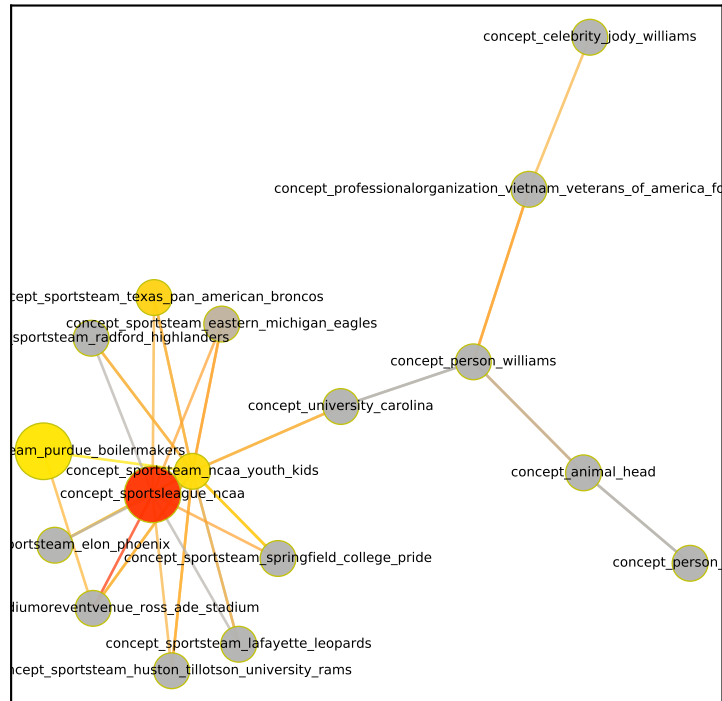 concept_celebrity_jody_williams
concept_professionalorganization_vietnam_veterans_of_america_fo
cept_sportsteam_texas_pan_american_broncos
concept_sportsteam_eastern_michigan_eagles
sportsteam_radford_highlanders
concept_person_williams
concept_university_carolina
eam_purdue_boilermakers
concept_sportsteam_ncaa_youth_kids
concept_animal_head
concept_sportsleague_ncaa
portsteam_elon_phoenix
concept_sportsteam_springfield_college_pride
concept_person_
diumoreventvenue_ross_ade_stadium
concept_sportsteam_lafayette_leopards
ncept_sportsteam_huston_tillotson_university_rams